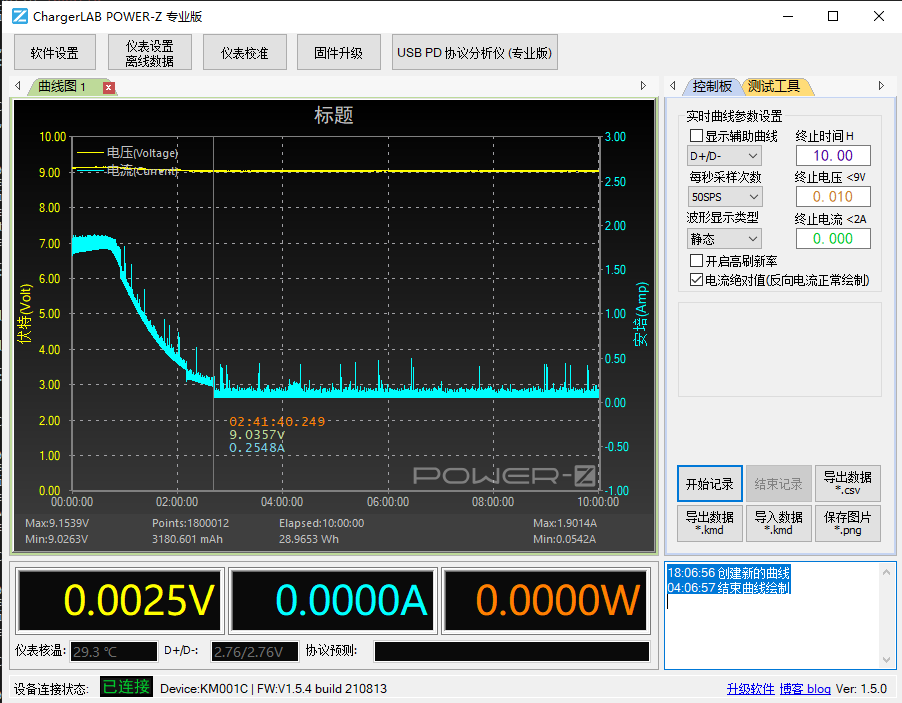 ChargerLAB POWER-Z 专业版
软件设置
仪表设置
离线数据
仪表校准
固件升级
USB PD 协议分析仪 (专业版)
曲线图 1
标题
电压(Voltage)
电流(Current)
10.00
9.00
8.00
7.00
6.00
5.00
4.00
3.00
2.00
1.00
0.00
伏特(Volt)
3.00
2.50
2.00
1.50
1.00
0.50
0.00
-0.50
-1.00
安培(Amp)
02:41:40.249
9.0357V
0.2548A
POWER-Z
00:00:00
02:00:00
04:00:00
06:00:00
08:00:00
10:00:00
Max:9.1539V
Points:1800012
Elapsed:10:00:00
Max:1.9014A
Min:9.0263V
3180.601 mAh
28.9653 Wh
Min:0.0542A
控制板
测试工具
实时曲线参数设置
显示辅助曲线
终止时间 H
D+/D-
10.00
每秒采样次数
终止电压 <9V
50SPS
0.010
波形显示类型
终止电流 <2A
静态
0.000
开启高刷新率
电流绝对值(反向电流正常绘制)
开始记录
结束记录
导出数据
*.csv
导出数据
*.kmd
导入数据
*.kmd
保存图片
*.png
0.0025V
0.0000A
0.0000W
18:06:56 创建新的曲线
04:06:57 结束曲线绘制
仪表核温:
29.3 ℃
D+/D-:
2.76/2.76V
协议预测:
设备连接状态:
已连接
Device:KM001C | FW:V1.5.4 build 210813
升级软件
博客 blog
Ver: 1.5.0